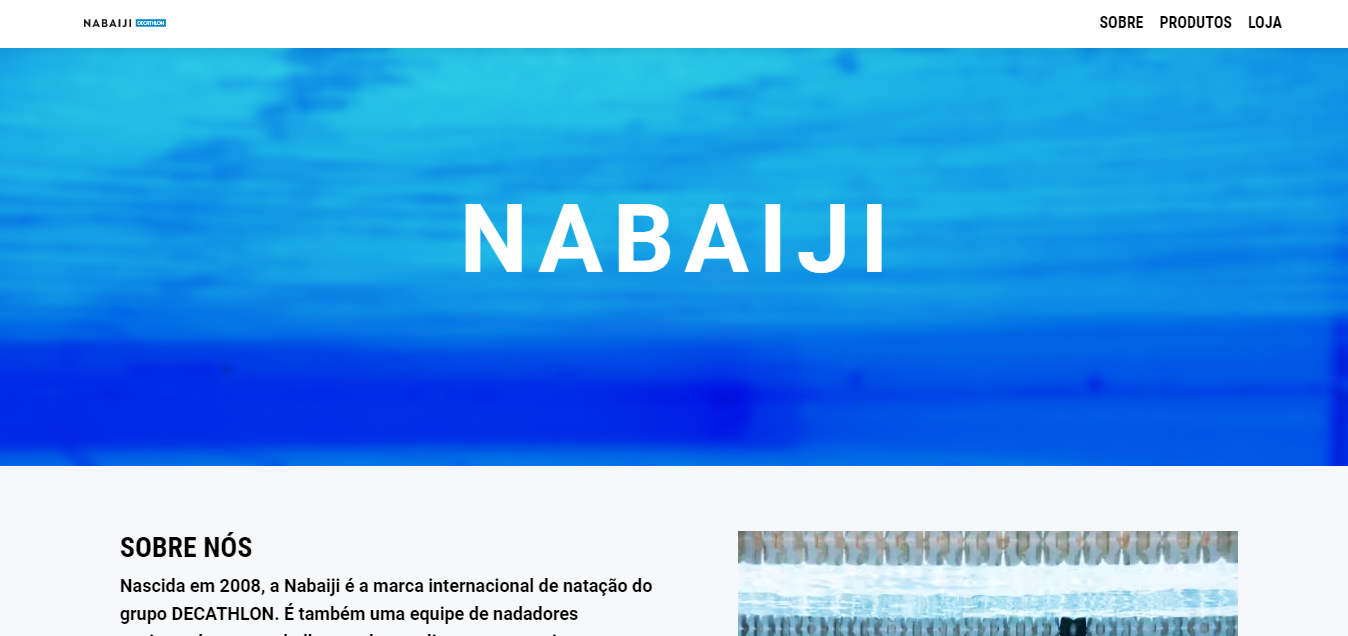 NABAIJI DECATHLON
SOBRE PRODUTOS LOJA
NABAIJI
SOBRE NÓS
Nascida em 2008, a Nabaiji é a marca internacional de natação do
grupo DECATHLON. É também uma equipe de nadadores